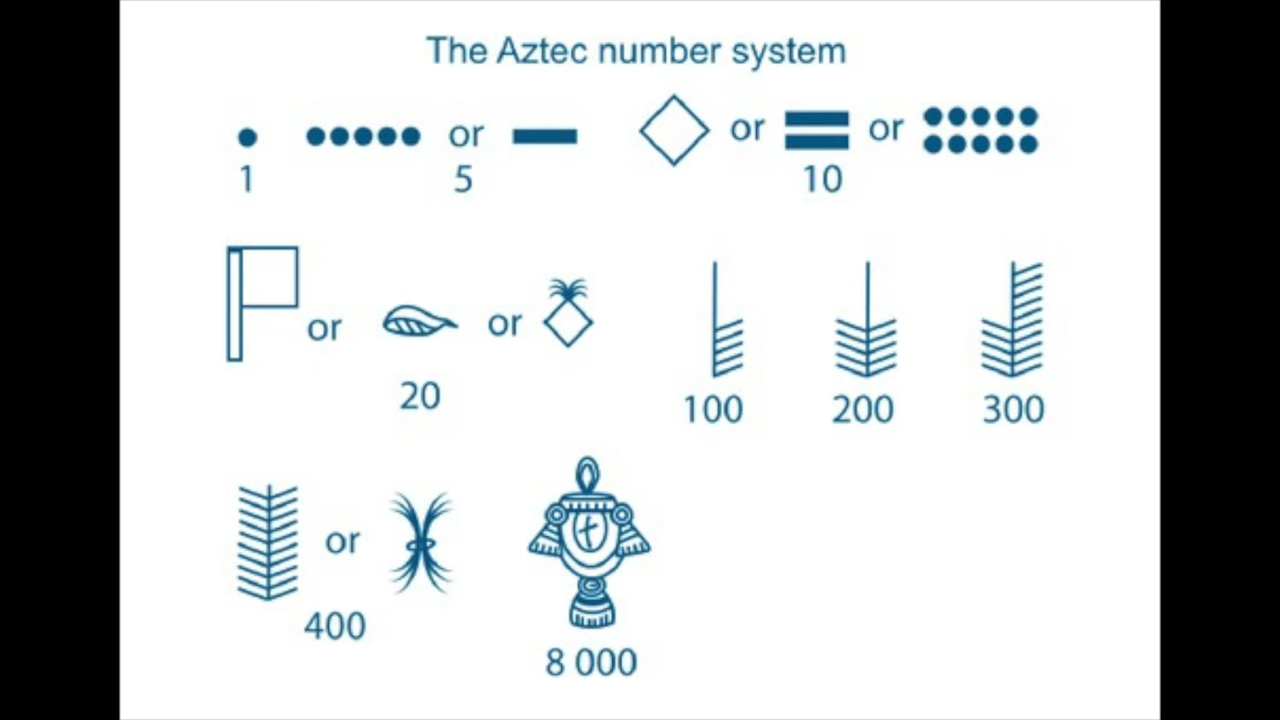 The Aztec number system
or or or
1 5 10
or or
20
100 200 300
or
400
8 000